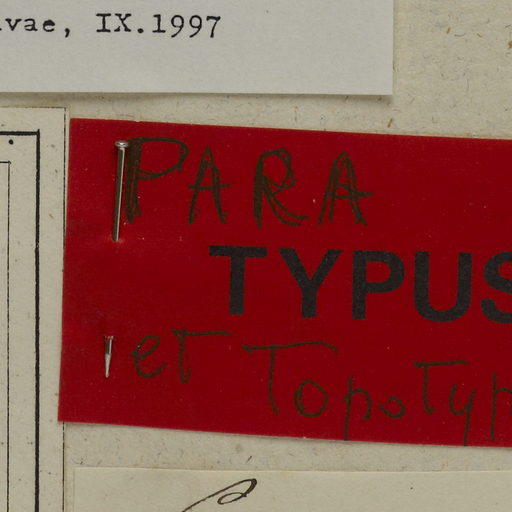 vae, IX.1997
PARA
TYPUS
et Topotyp